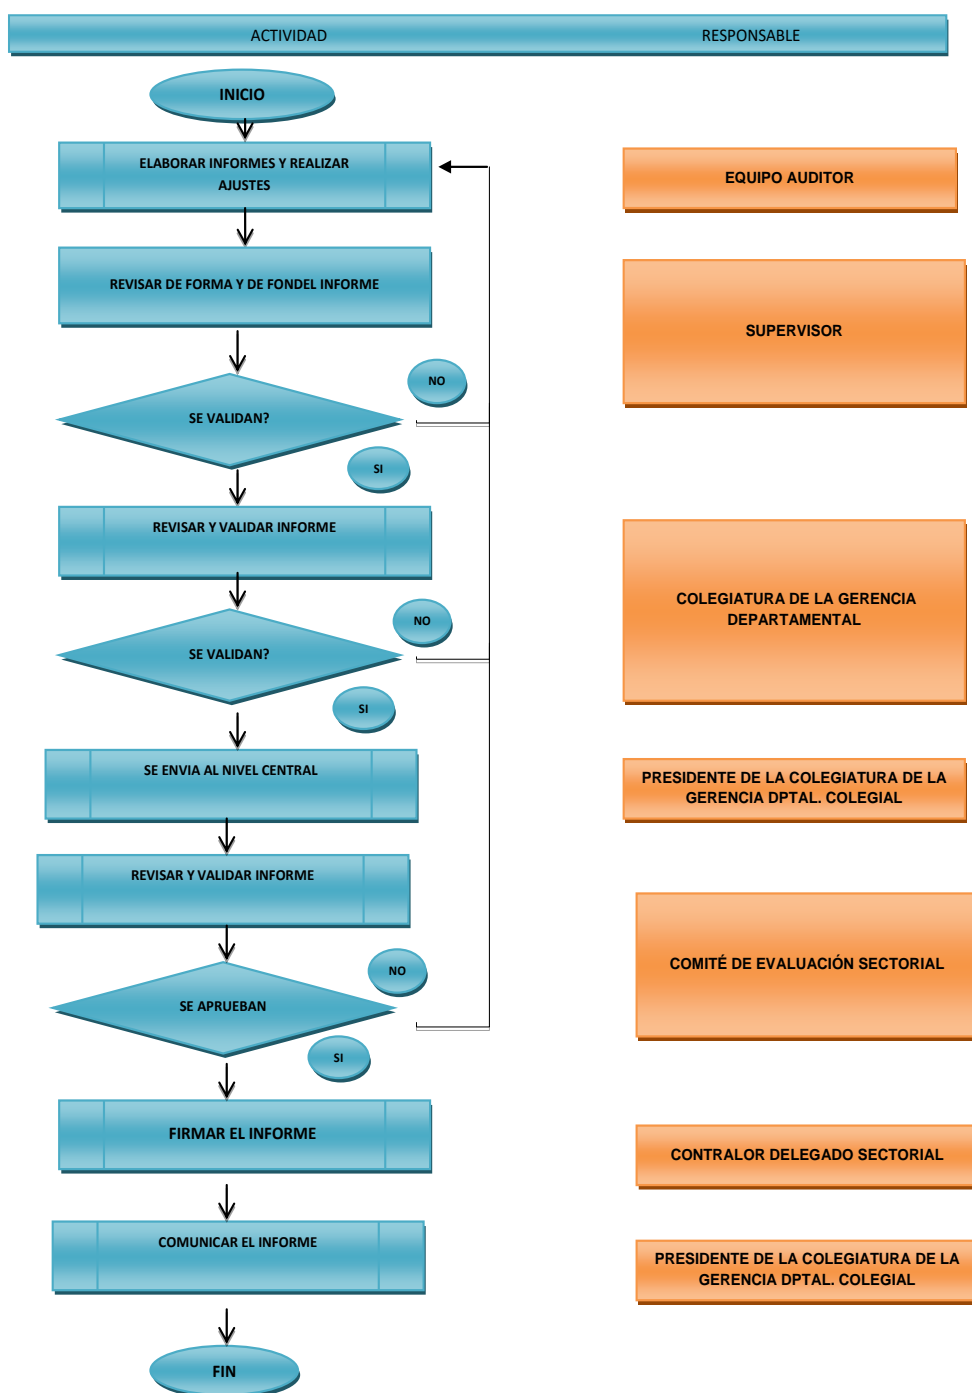 ACTIVIDAD RESPONSABLE
INICIO
ELABORAR INFORMES Y REALIZAR
AJUSTES
EQUIPO AUDITOR
REVISAR DE FORMA Y DE FONDEL INFORME
SUPERVISOR
NO
SE VALIDAN?
SI
REVISAR Y VALIDAR INFORME
COLEGIATURA DE LA GERENCIA
DEPARTAMENTAL
NO
SE VALIDAN?
SI
SE ENVIA AL NIVEL CENTRAL
PRESIDENTE DE LA COLEGIATURA DE LA
GERENCIA DPTAL. COLEGIAL
REVISAR Y VALIDAR INFORME
COMITÉ DE EVALUACIÓN SECTORIAL
NO
SE APRUEBAN
SI
FIRMAR EL INFORME
CONTRALOR DELEGADO SECTORIAL
COMUNICAR EL INFORME
PRESIDENTE DE LA COLEGIATURA DE LA
GERENCIA DPTAL. COLEGIAL
FIN